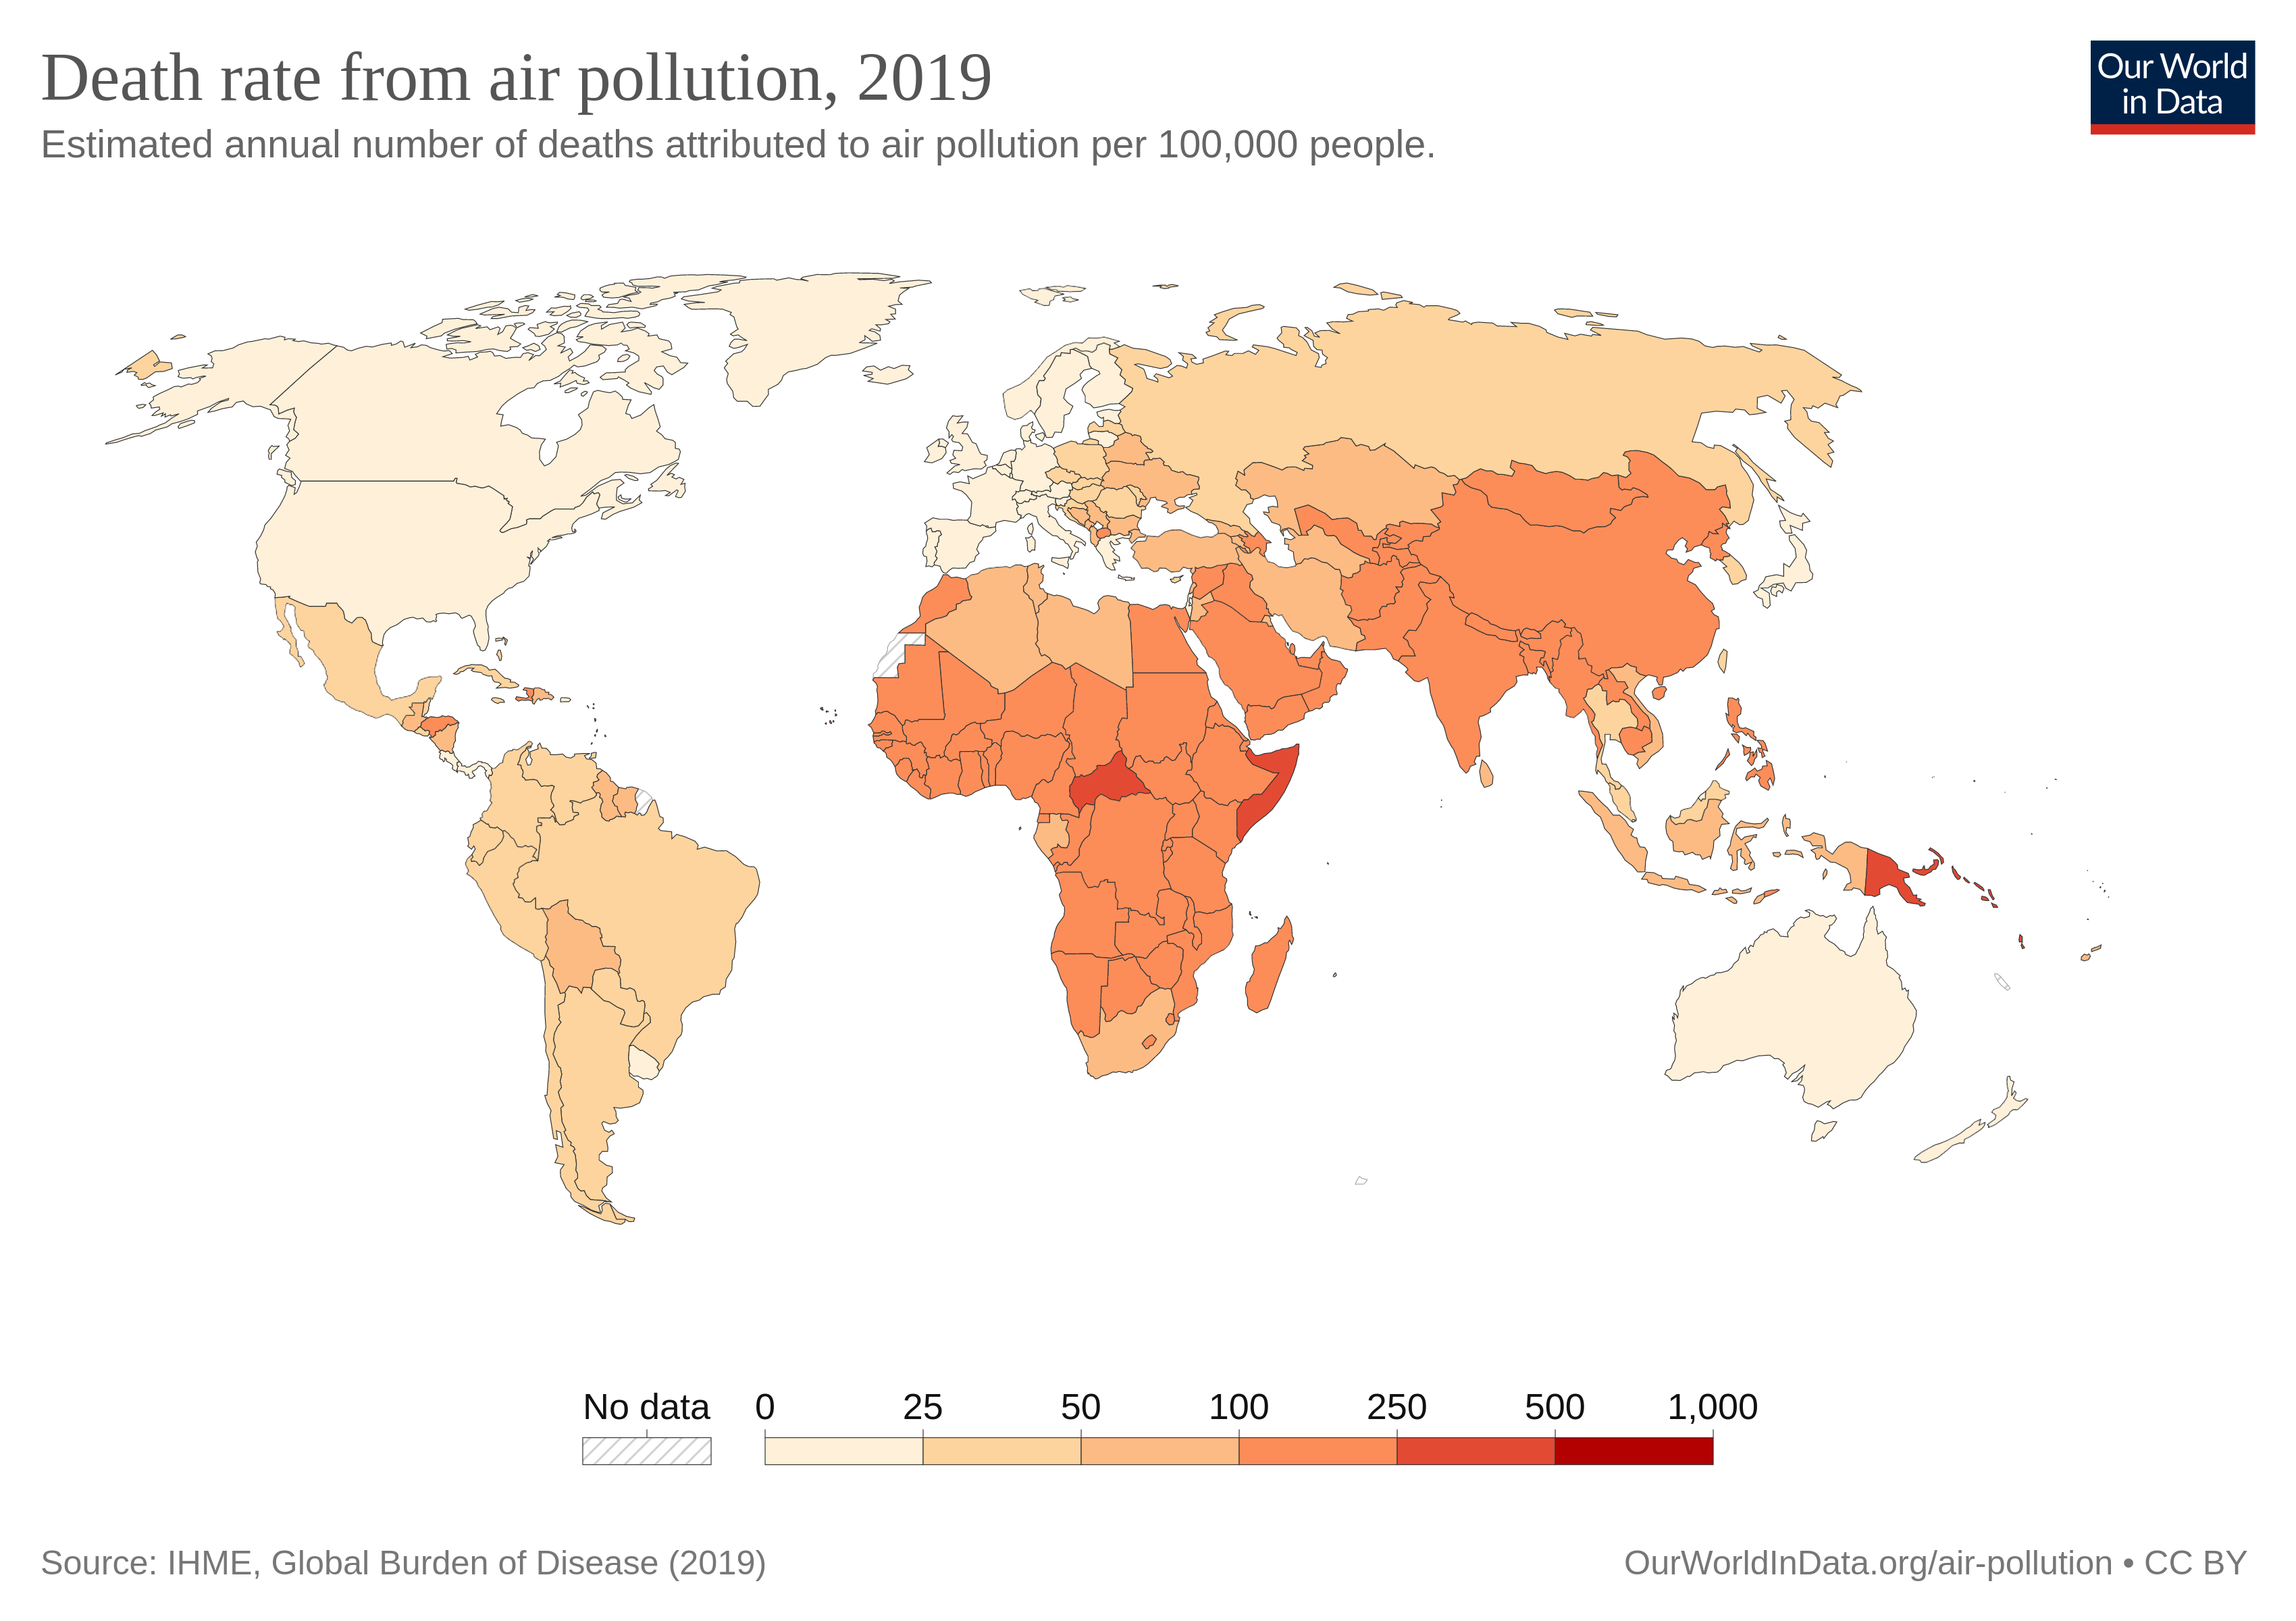 Death rate from air pollution, 2019
Our World
in Data
Estimated annual number of deaths attributed to air pollution per 100,000 people.
No data 0 25 50 100 250 500 1,000
Source: IHME, Global Burden of Disease (2019)
OurWorldInData.org/air-pollution • CC BY